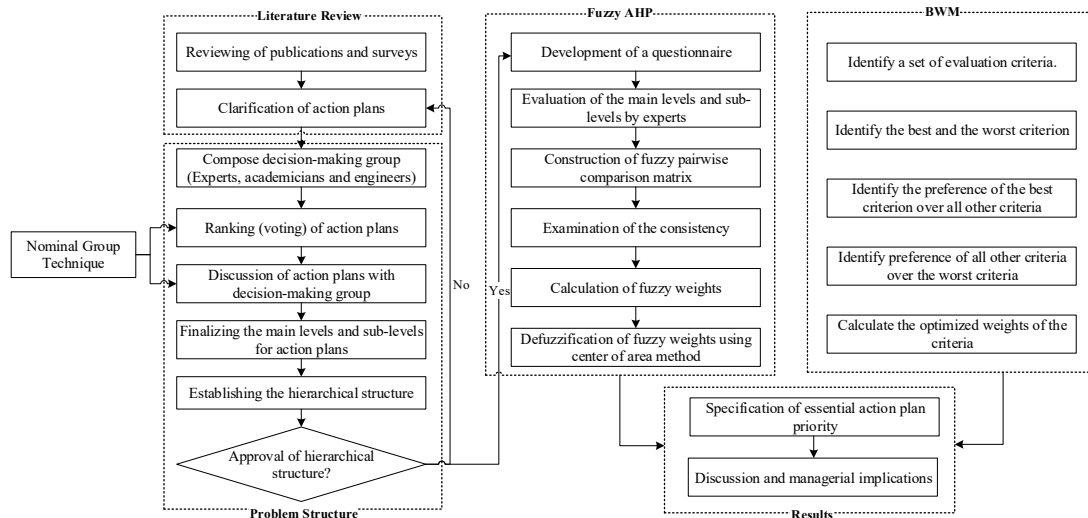 Literature Review
Reviewing of publications and surveys
Clarification of action plans
Compose decision-making group
(Experts, academicians and engineers)
Ranking (voting) of action plans
Nominal Group
Technique
Discussion of action plans with
decision-making group
Finalizing the main levels and sub-levels
for action plans
Establishing the hierarchical structure
Approval of hierarchical
structure?
Problem Structure
No
Yes
Fuzzy AHP
Development of a questionnaire
Evaluation of the main levels and sub-
levels by experts
Construction of fuzzy pairwise
comparison matrix
Examination of the consistency
Calculation of fuzzy weights
Defuzzification of fuzzy weights using
center of area method
BWM
Identify a set of evaluation criteria.
Identify the best and the worst criterion
Identify the preference of the best
criterion over all other criteria
Identify preference of all other criteria
over the worst criteria
Calculate the optimized weights of the
criteria
Specification of essential action plan
priority
Discussion and managerial implications
Results